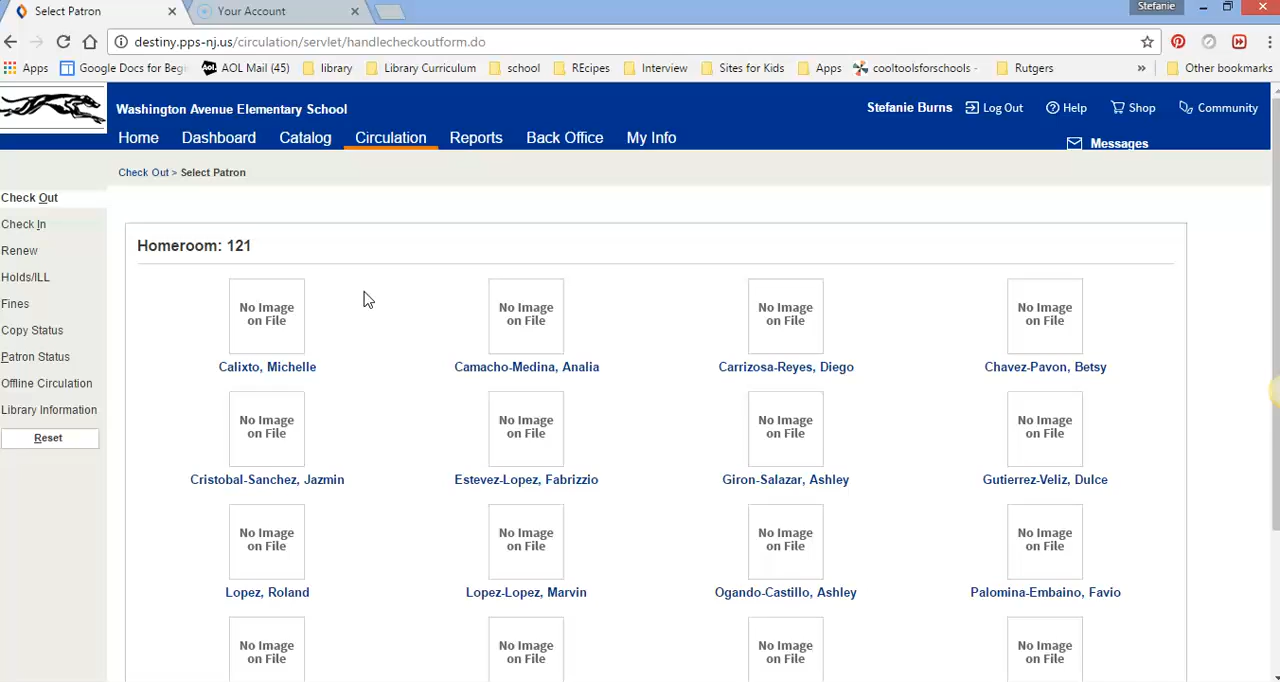 Select Patron
Your Account
Stefanie
destiny.pps-nj.us/circulation/servlet/handlecheckoutform.do
Apps Google Docs for Begi AOL Mail (45) library Library Curriculum school REcipes Interview Sites for Kids Apps cooltoolsforschools - Rutgers » Other bookmarks
Washington Avenue Elementary School
Stefanie Burns Log Out Help Shop Community
Home Dashboard Catalog Circulation Reports Back Office My Info
Messages
Check Out > Select Patron
Check Out
Check In
Renew
Holds/ILL
Fines
Copy Status
Patron Status
Offline Circulation
Library Information
Reset
Homeroom: 121
No Image on File No Image on File No Image on File No Image on File
Calixto, Michelle Camacho-Medina, Analia Carrizosa-Reyes, Diego Chavez-Pavon, Betsy
No Image on File No Image on File No Image on File No Image on File
Cristobal-Sanchez, Jazmin Estevez-Lopez, Fabrizzio Giron-Salazar, Ashley Gutierrez-Veliz, Dulce
No Image on File No Image on File No Image on File No Image on File
Lopez, Roland Lopez-Lopez, Marvin Ogando-Castillo, Ashley Palomina-Embaino, Favio
No Image on File No Image on File No Image on File No Image on File